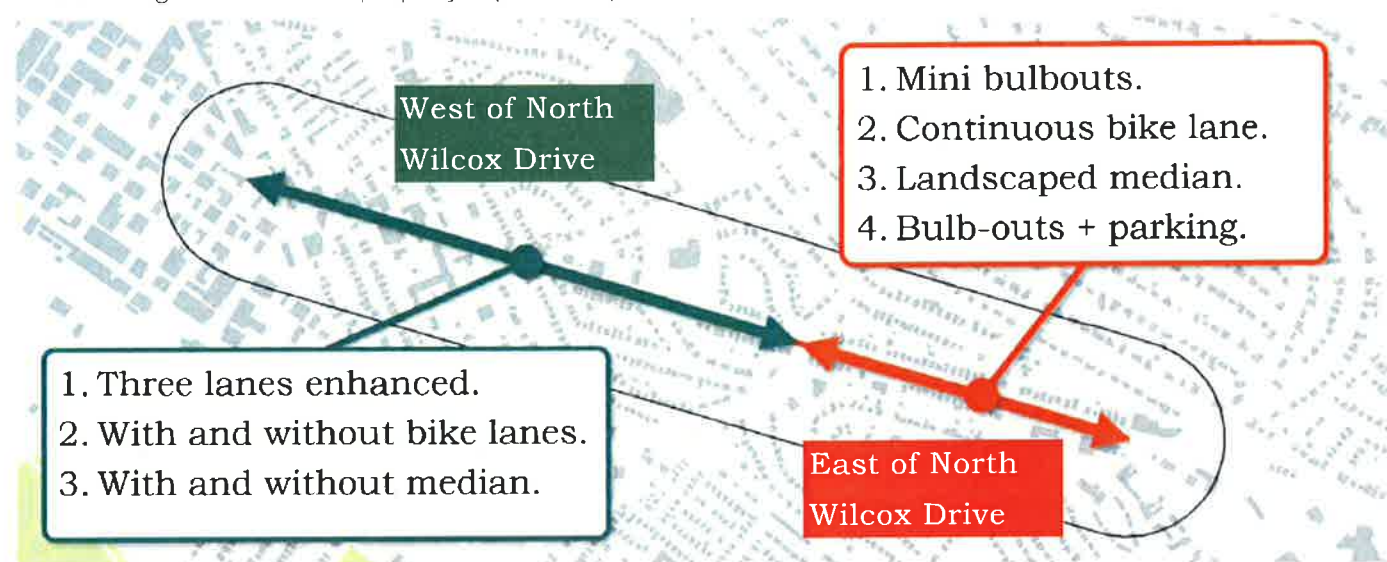 West of North
Wilcox Drive
1. Mini bulbouts.
2. Continuous bike lane.
3. Landscaped median.
4. Bulb-outs + parking.
1. Three lanes enhanced.
2. With and without bike lanes.
3. With and without median.
East of North
Wilcox Drive